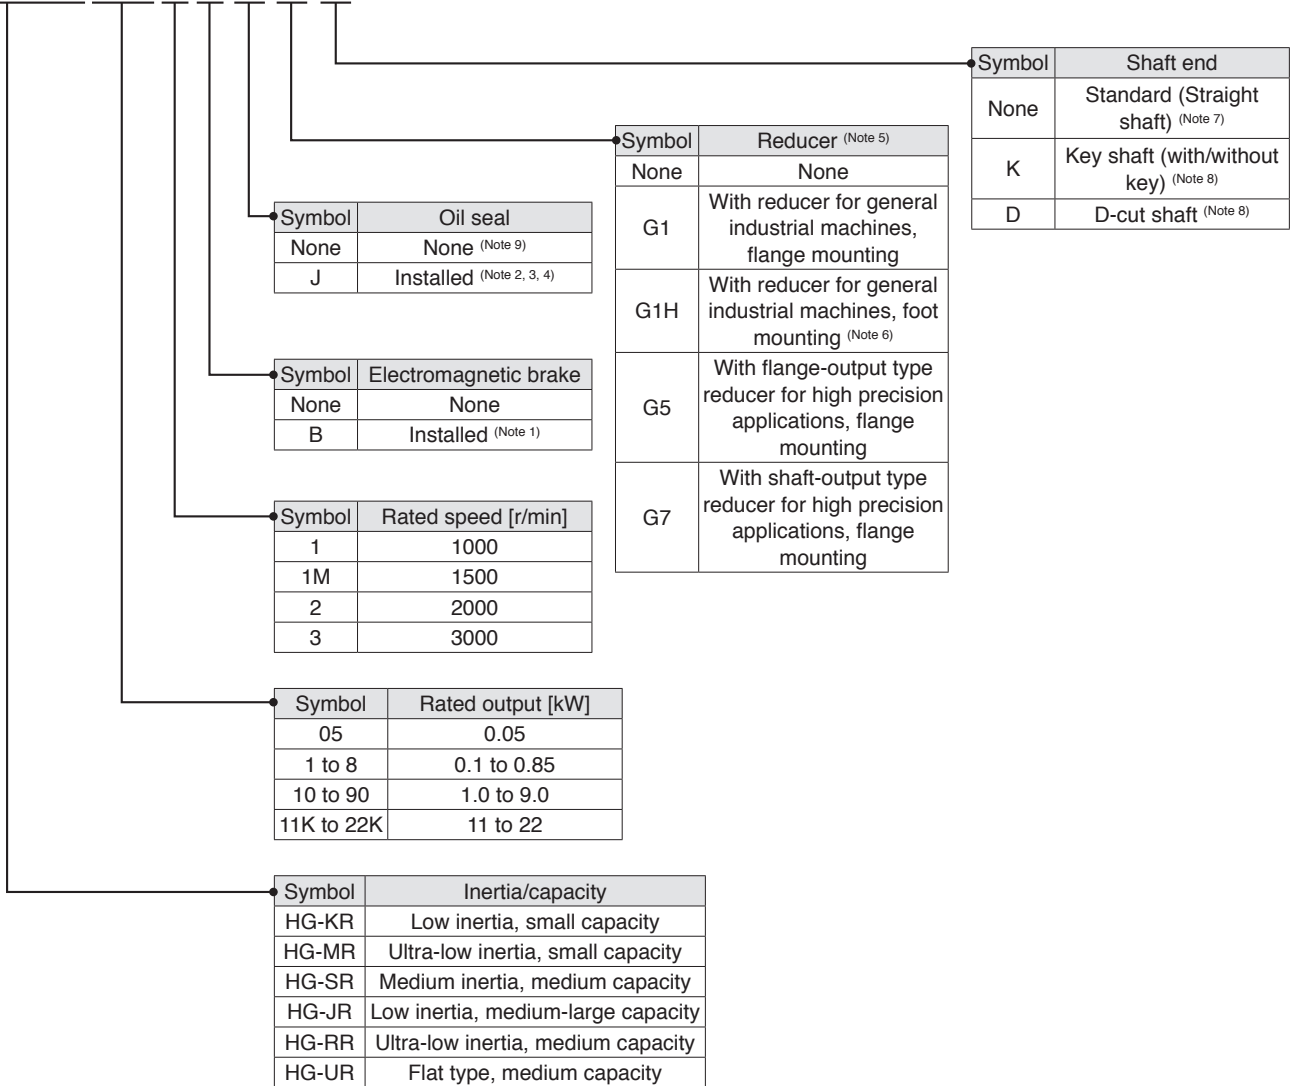 Symbol Shaft end
None Standard (Straight
shaft) (Note 7)
K Key shaft (with/without
key) (Note 8)
D D-cut shaft (Note 8)
Symbol Reducer (Note 5)
None None
G1 With reducer for general
industrial machines,
flange mounting
G1H With reducer for general
industrial machines, foot
mounting (Note 6)
G5 With flange-output type
reducer for high precision
applications, flange
mounting
G7 With shaft-output type
reducer for high precision
applications, flange
mounting
Symbol Oil seal
None None (Note 9)
J Installed (Note 2, 3, 4)
Symbol Electromagnetic brake
None None
B Installed (Note 1)
Symbol Rated speed [r/min]
1 1000
1M 1500
2 2000
3 3000
Symbol Rated output [kW]
05 0.05
1 to 8 0.1 to 0.85
10 to 90 1.0 to 9.0
11K to 22K 11 to 22
Symbol Inertia/capacity
HG-KR Low inertia, small capacity
HG-MR Ultra-low inertia, small capacity
HG-SR Medium inertia, medium capacity
HG-JR Low inertia, medium-large capacity
HG-RR Ultra-low inertia, medium capacity
HG-UR Flat type, medium capacity